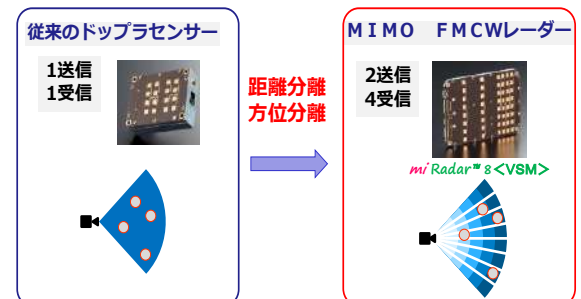 従来のドップラセンサー
1送信
1受信
距離分離
方位分離
ＭＩＭＯ　ＦＭＣＷレーダー
2送信
4受信
miRadar™ 8<VSM>